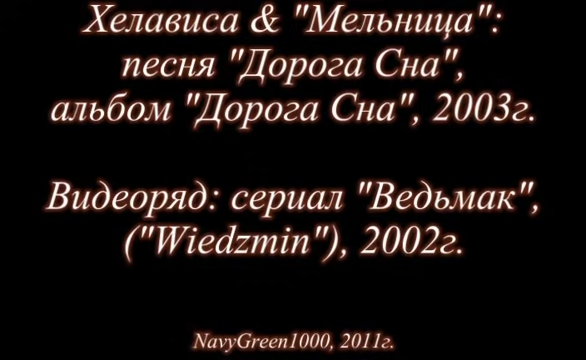 Хелависа & "Мельница":
песня "Дорога Сна",
альбом "Дорога Сна", 2003г.
Видеоряд: сериал "Ведьмак",
("Wiedzmin"), 2002г.
NavyGreen1000, 2011г.